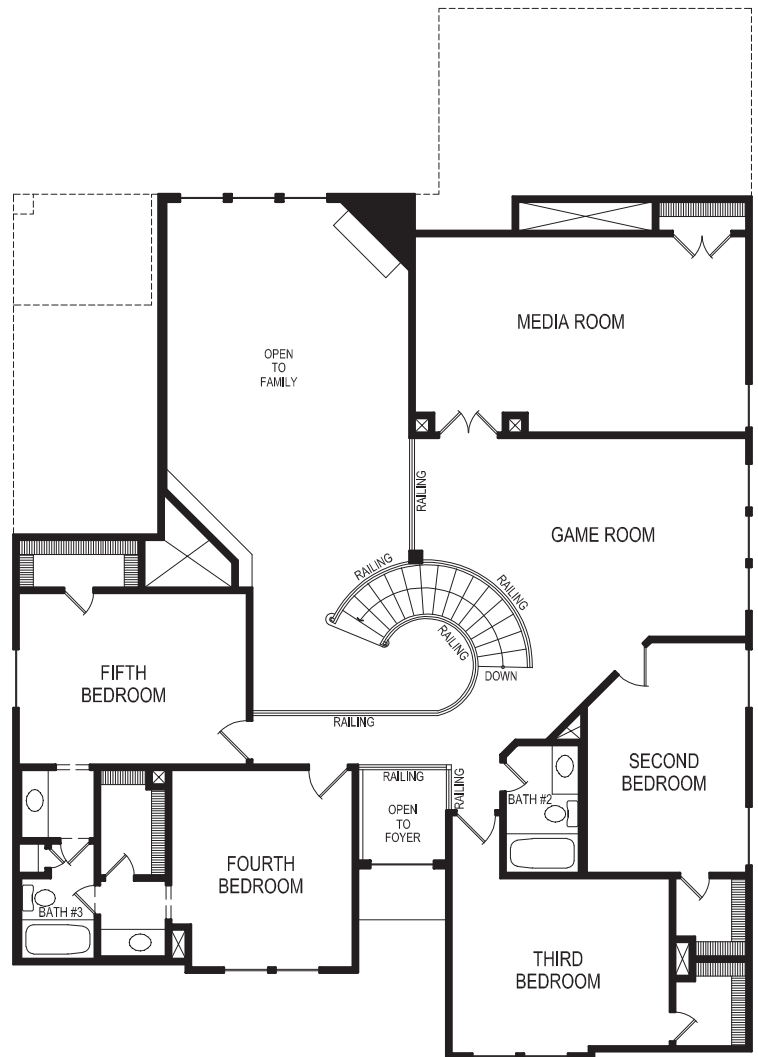 MEDIA ROOM
OPEN
TO
FAMILY
RAILING
GAME ROOM
RAILING
RAILING
RAILING
DOWN
FIFTH
BEDROOM
RAILING
SECOND
BEDROOM
RAILING
RAILING
BATH #2
OPEN
TO
FOYER
FOURTH
BEDROOM
BATH #3
THIRD
BEDROOM